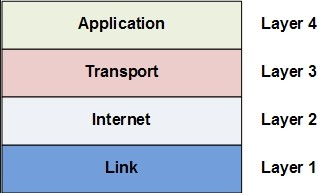 Application Layer 4
Transport Layer 3
Internet Layer 2
Link Layer 1